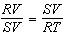 RV/SV = SV/RT